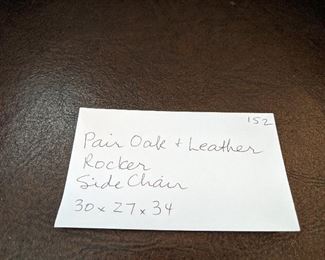 152
Pair Oak + Leather
Rocker
Side Chair
30 x 27 x 34